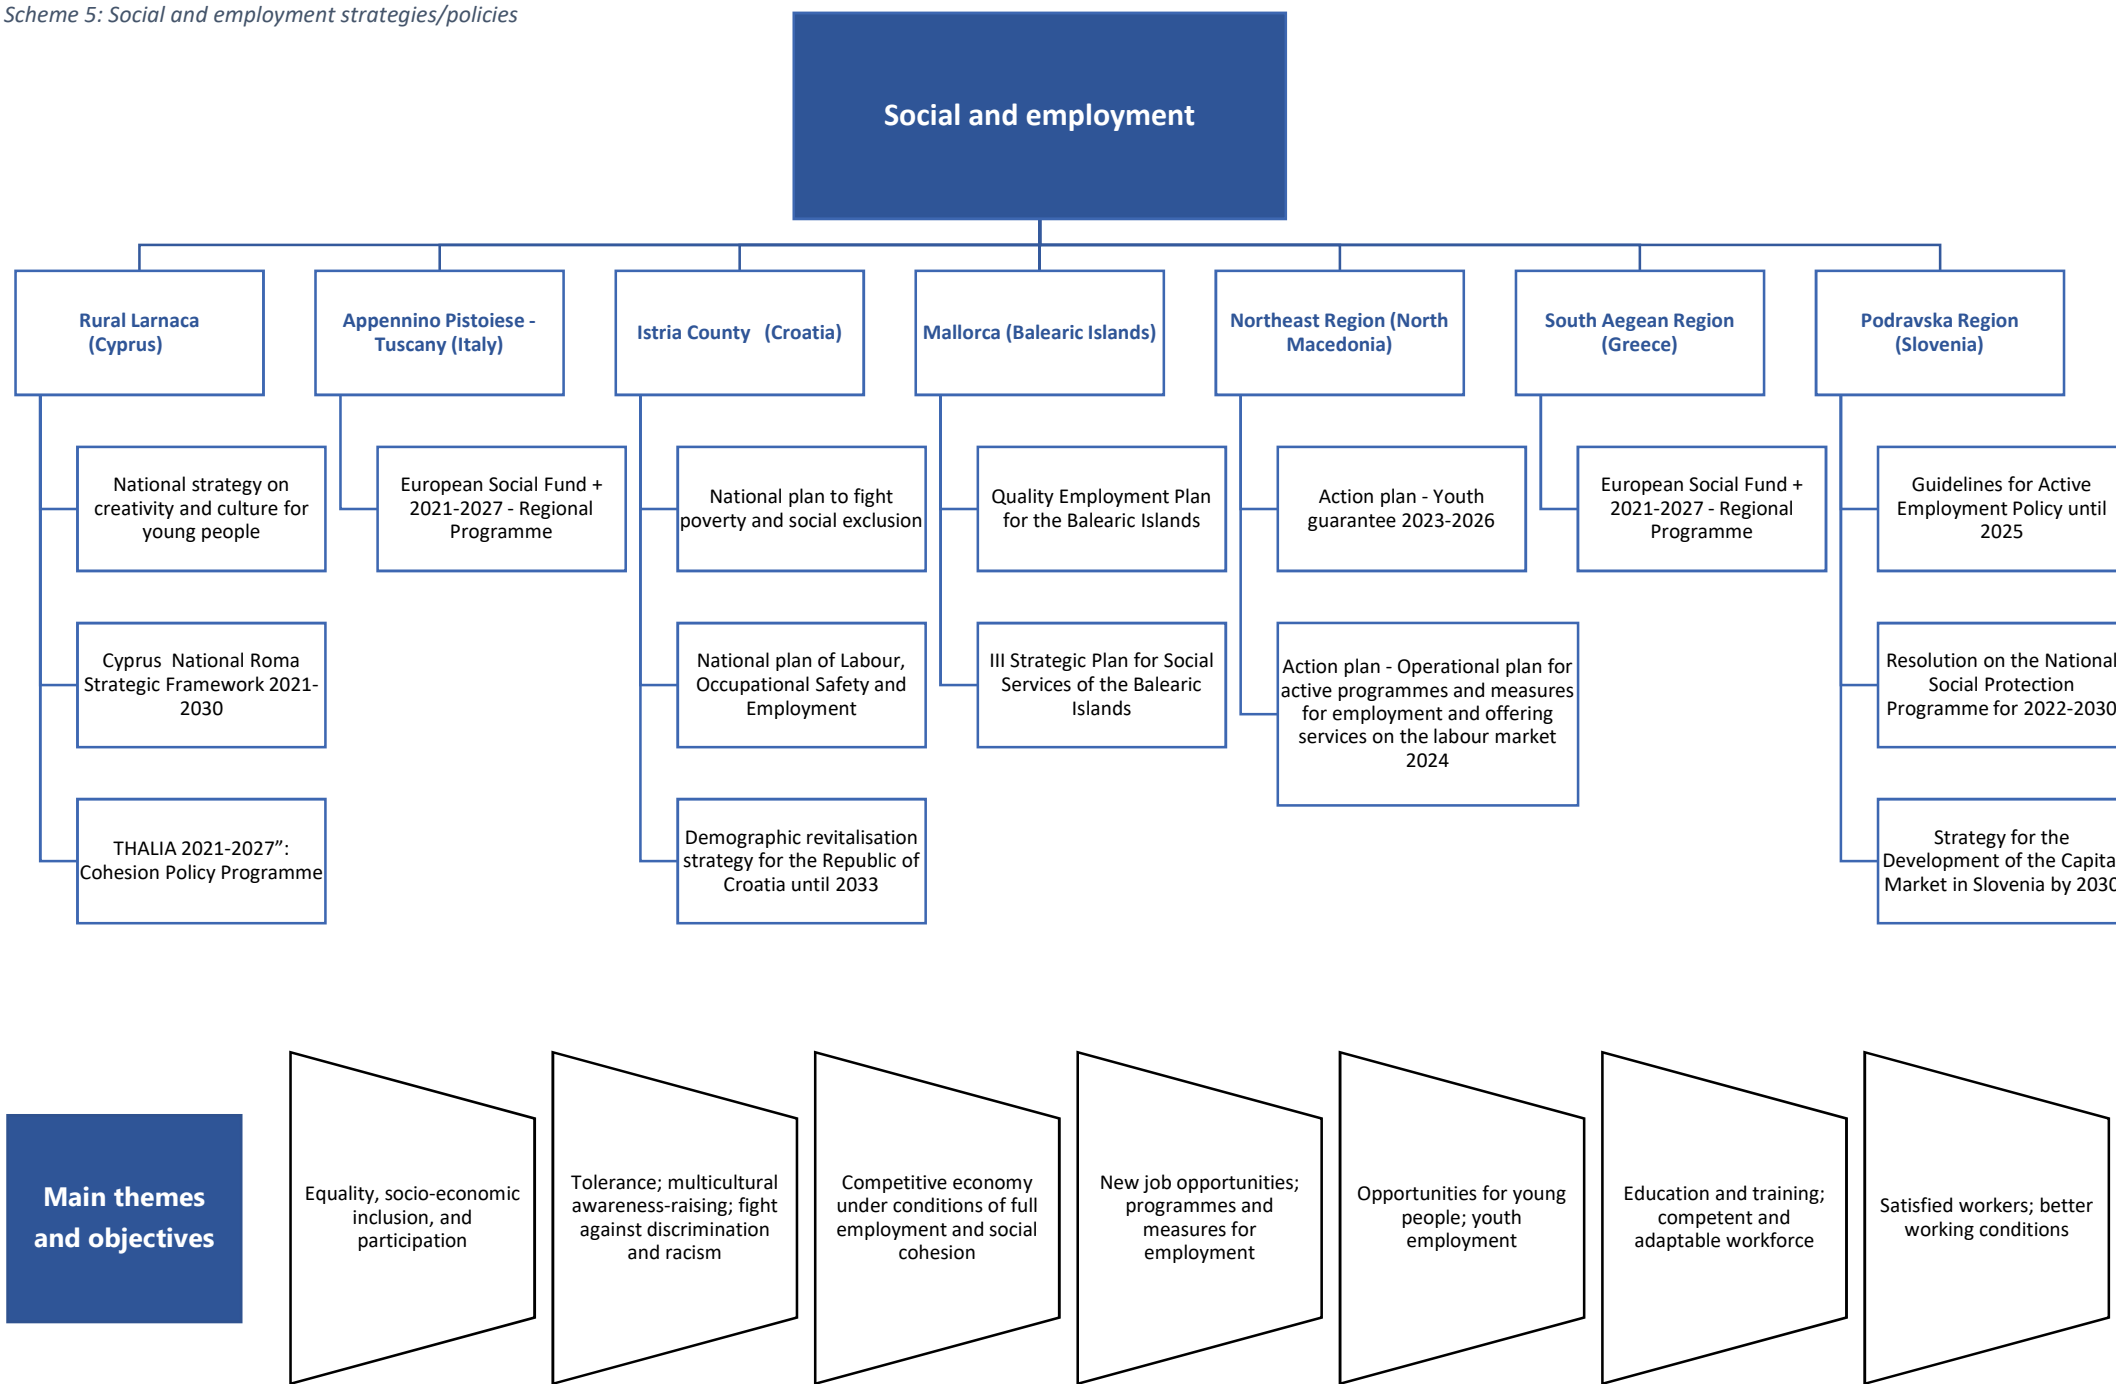 Scheme 5: Social and employment strategies/policies
Social and employment
Rural Larnaca
(Cyprus)
Appennino Pistoiese -
Tuscany (Italy)
Istria County (Croatia)
Mallorca (Balearic Islands)
Northeast Region (North
Macedonia)
South Aegean Region
(Greece)
Podravska Region
(Slovenia)
National strategy on
creativity and culture for
young people
Cyprus National Roma
Strategic Framework 2021-
2030
THALIA 2021-2027”:
Cohesion Policy Programme
European Social Fund +
2021-2027 - Regional
Programme
National plan to fight
poverty and social exclusion
National plan of Labour,
Occupational Safety and
Employment
Demographic revitalisation
strategy for the Republic of
Croatia until 2033
Quality Employment Plan
for the Balearic Islands
III Strategic Plan for Social
Services of the Balearic
Islands
Action plan - Youth
guarantee 2023-2026
Action plan - Operational plan for
active programmes and measures
for employment and offering
services on the labour market
2024
European Social Fund +
2021-2027 - Regional
Programme
Guidelines for Active
Employment Policy until
2025
Resolution on the National
Social Protection
Programme for 2022-2030
Strategy for the
Development of the Capita
Market in Slovenia by 2030
Main themes
and objectives
Equality, socio-economic
inclusion, and
participation
Tolerance; multicultural
awareness-raising; fight
against discrimination
and racism
Competitive economy
under conditions of full
employment and social
cohesion
New job opportunities;
programmes and
measures for
employment
Opportunities for young
people; youth
employment
Education and training;
competent and
adaptable workforce
Satisfied workers; better
working conditions